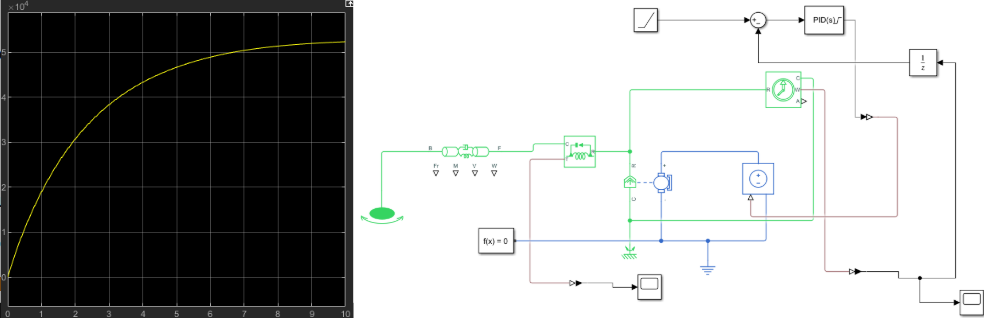 ×10⁴
5
4
3
2
1
0
0 1 2 3 4 5 6 7 8 9 10
PID(s)
1
z
R C
W
A
B F
Fr M V W
C
R
C
+
-
f(x) = 0